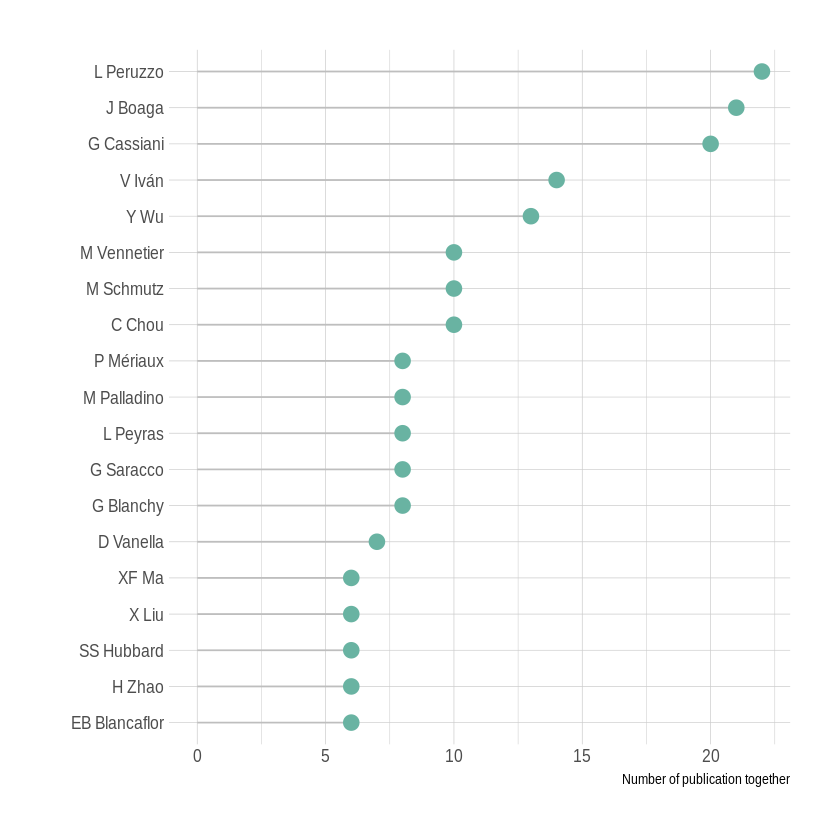 L Peruzzo
J Boaga
G Cassiani
V Iván
Y Wu
M Vennetier
M Schmutz
C Chou
P Mériaux
M Palladino
L Peyras
G Saracco
G Blanchy
D Vanella
XF Ma
X Liu
SS Hubbard
H Zhao
EB Blancaflor
0 5 10 15 20
Number of publication together